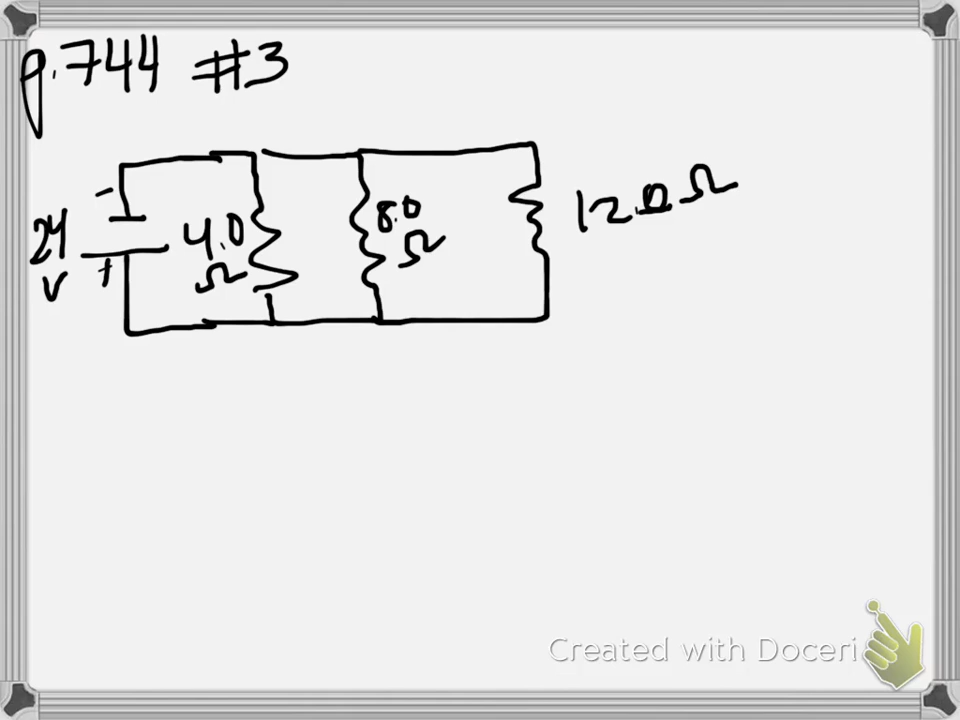 p.744 #3
-
24
V
+
4.0
Ω
8.0
Ω
12.0 Ω
Created with Doceri